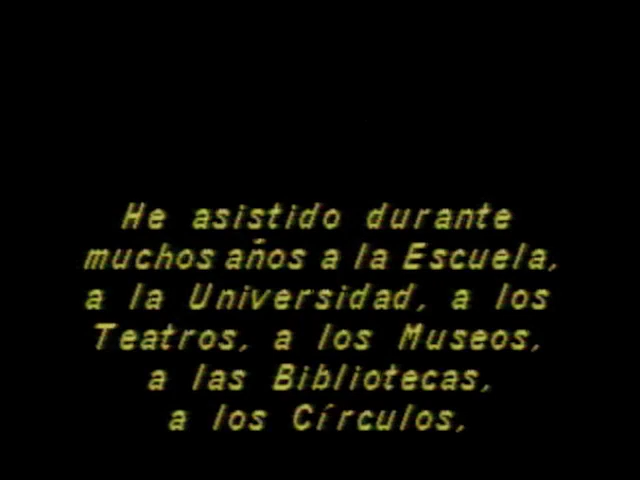 He asistido durante
muchos años a la Escuela,
a la Universidad, a los
Teatros, a los Museos,
a las Bibliotecas,
a los Círculos,